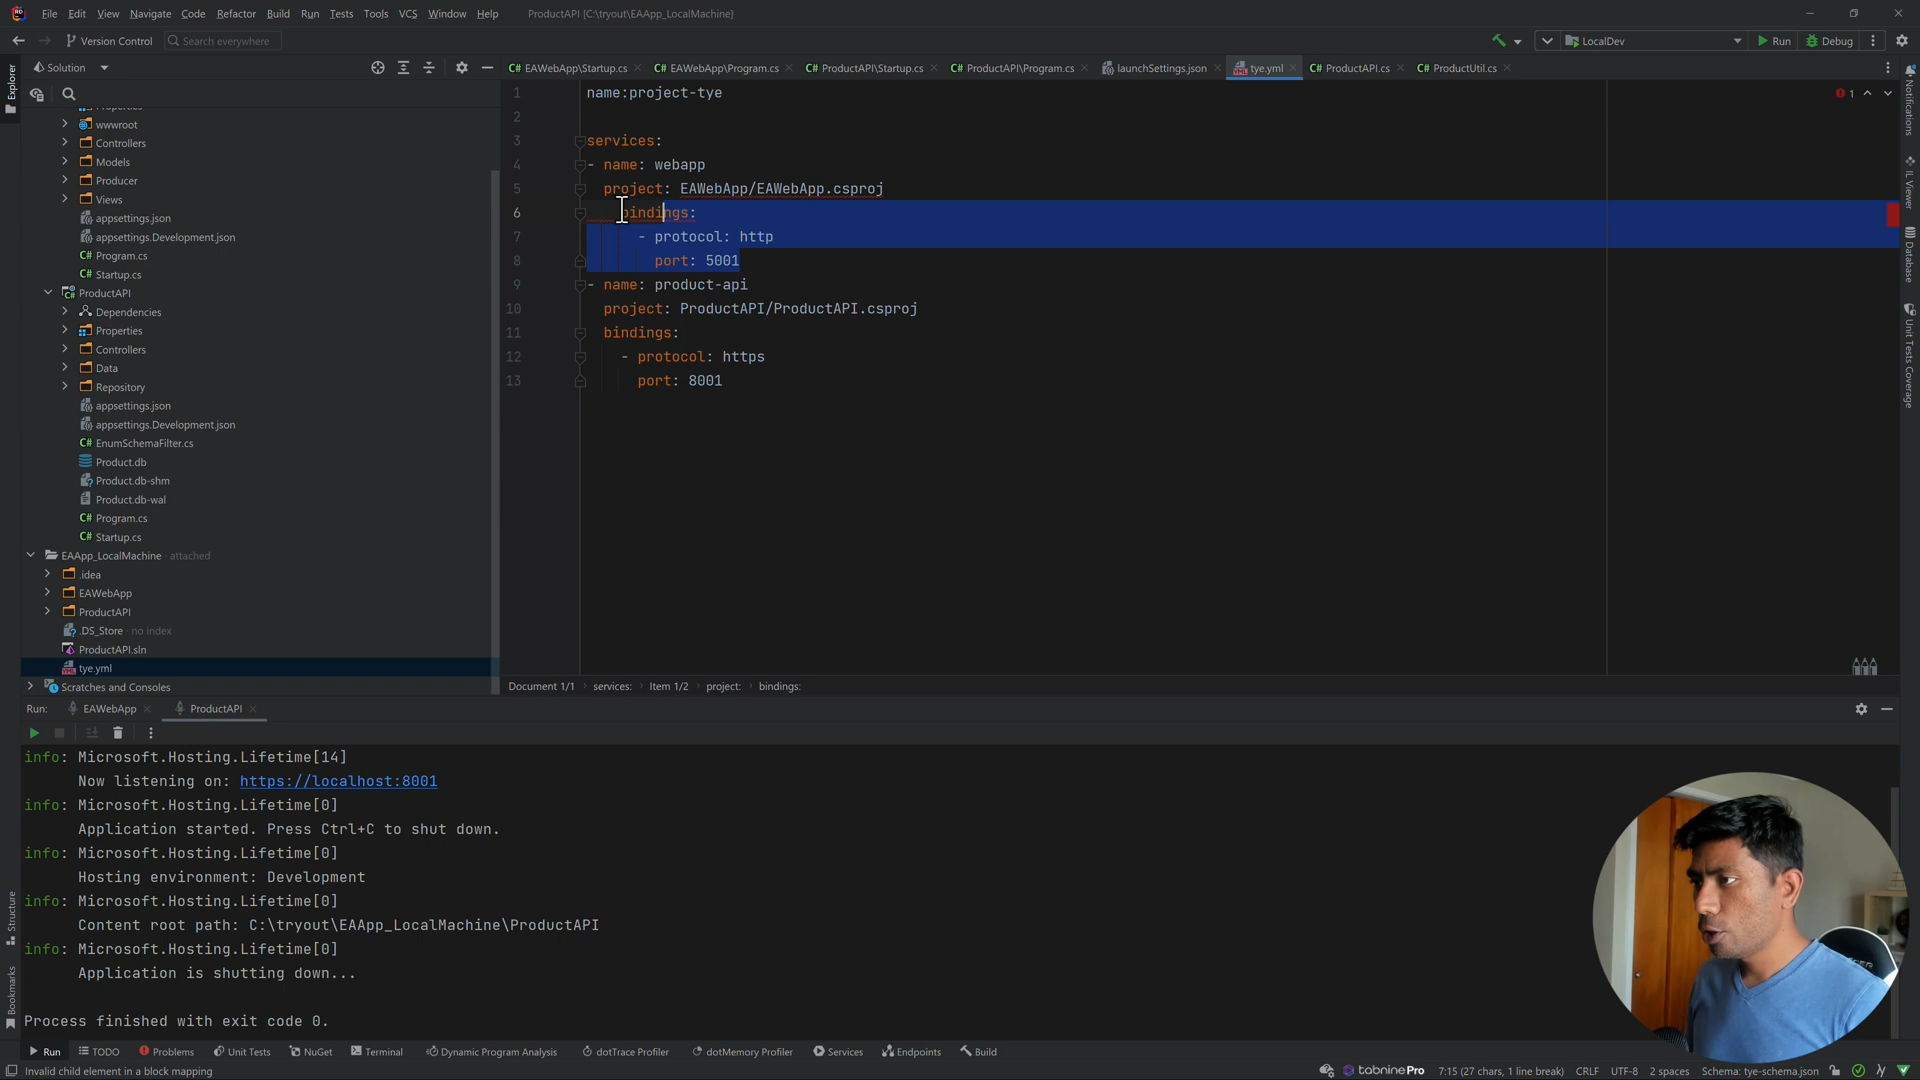 File Edit View Navigate Code Refactor Build Run Tests Tools VCS Window Help ProductAPI [C:\tryout\EAApp_LocalMachine]
Version Control Search everywhere LocalDev Run Debug
Solution
C# EAWebApp\Startup.cs C# EAWebApp\Program.cs C# ProductAPI\Startup.cs C# ProductAPI\Program.cs launchSettings.json tye.yml C# ProductAPI.cs C# ProductUtil.cs
Explorer
Properties
wwwroot
Controllers
Models
Producer
Views
appsettings.json
appsettings.Development.json
C# Program.cs
C# Startup.cs
ProductAPI
Dependencies
Properties
Controllers
Data
Repository
appsettings.json
appsettings.Development.json
C# EnumSchemaFilter.cs
Product.db
Product.db-shm
Product.db-wal
C# Program.cs
C# Startup.cs
EAApp_LocalMachine attached
.idea
EAWebApp
ProductAPI
.DS_Store no index
ProductAPI.sln
tye.yml
Scratches and Consoles
1 name:project-tye
2
3 services:
4 - name: webapp
5 project: EAWebApp/EAWebApp.csproj
6 bindings:
7 - protocol: http
8 port: 5001
9 - name: product-api
10 project: ProductAPI/ProductAPI.csproj
11 bindings:
12 - protocol: https
13 port: 8001
1
Notifications
IL Viewer
Database
Unit Tests Coverage
Document 1/1 services: Item 1/2 project: bindings:
Run: EAWebApp ProductAPI
info: Microsoft.Hosting.Lifetime[14]
Now listening on: https://localhost:8001
info: Microsoft.Hosting.Lifetime[0]
Application started. Press Ctrl+C to shut down.
info: Microsoft.Hosting.Lifetime[0]
Hosting environment: Development
info: Microsoft.Hosting.Lifetime[0]
Content root path: C:\tryout\EAApp_LocalMachine\ProductAPI
info: Microsoft.Hosting.Lifetime[0]
Application is shutting down...
Process finished with exit code 0.
Structure
Bookmarks
Run TODO Problems Unit Tests NuGet Terminal Dynamic Program Analysis dotTrace Profiler dotMemory Profiler Services Endpoints Build
Invalid child element in a block mapping tabninePro 7:15 (27 chars, 1 line break) CRLF UTF-8 2 spaces Schema: tye-schema.json